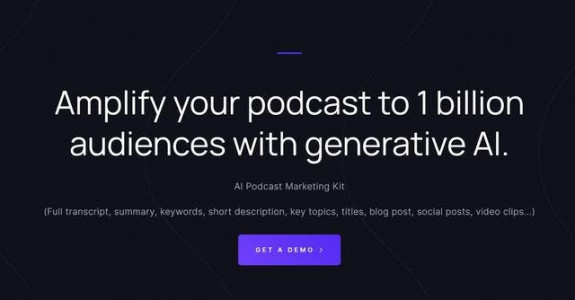 Amplify your podcast to 1 billion
audiences with generative AI.
AI Podcast Marketing Kit
(Full transcript, summary, keywords, short description, key topics, titles, blog post, social posts, video clips...)
GET A DEMO >